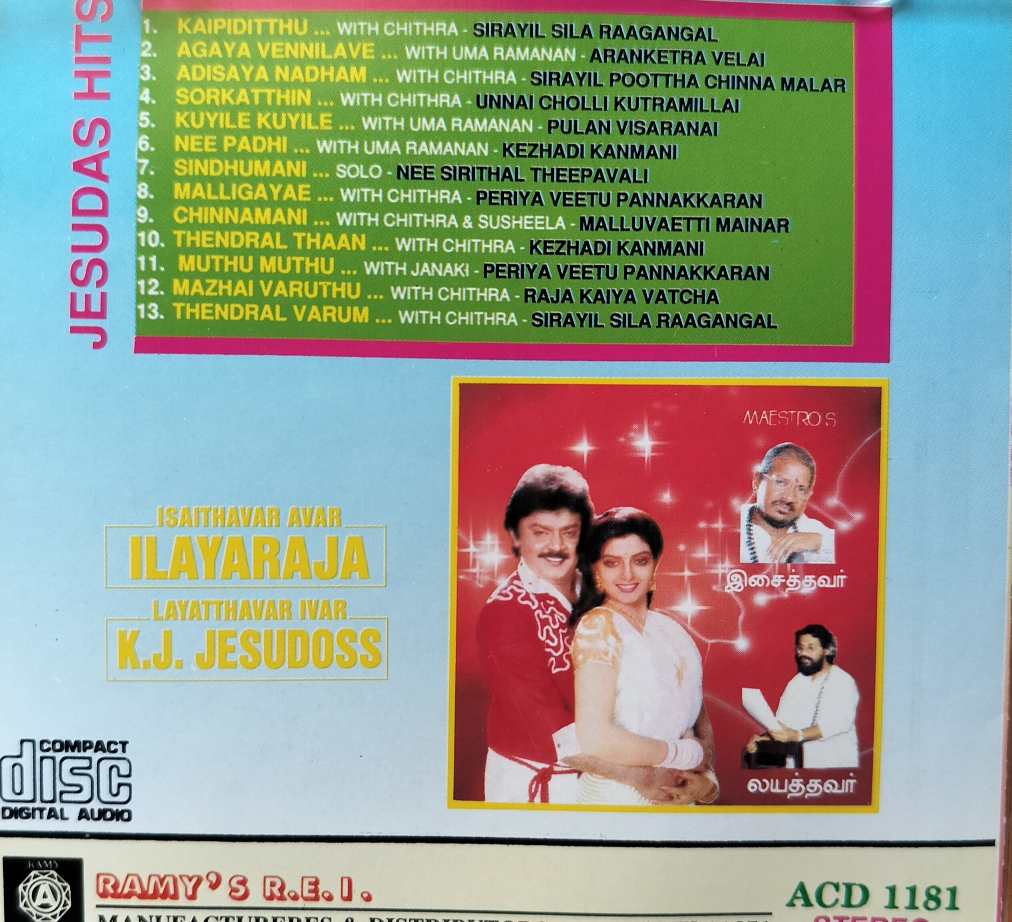 JESUDAS HITS
1. KAIPIDITTHU ... WITH CHITHRA - SIRAYIL SILA RAAGANGAL
2. AGAYA VENNILAVE ... WITH UMA RAMANAN - ARANKETRA VELAI
3. ADISAYA NADHAM ... WITH CHITHRA - SIRAYIL POOTTHA CHINNA MALAR
4. SORKATTHIN ... WITH CHITHRA - UNNAI CHOLLI KUTRAMILLAI
5. KUYILE KUYILE ... WITH UMA RAMANAN - PULAN VISARANAI
6. NEE PADHI ... WITH UMA RAMANAN - KEZHADI KANMANI
7. SINDHUMANI ... SOLO - NEE SIRITHAL THEEPAVALI
8. MALLIGAYAE ... WITH CHITHRA - PERIYA VEETU PANNAKKARAN
9. CHINNAMANI ... WITH CHITHRA & SUSHEELA - MALLUVAETTI MAINAR
10. THENDRAL THAAN ... WITH CHITHRA - KEZHADI KANMANI
11. MUTHU MUTHU ... WITH JANAKI - PERIYA VEETU PANNAKKARAN
12. MAZHAI VARUTHU ... WITH CHITHRA - RAJA KAIYA VATCHA
13. THENDRAL VARUM ... WITH CHITHRA - SIRAYIL SILA RAAGANGAL
MAESTRO'S
ISAITHAVAR AVAR
ILAYARAJA
LAYATTHAVAR IVAR
K.J. JESUDOSS
இசைத்தவர்
லயத்தவர்
COMPACT
disc
DIGITAL AUDIO
RAMY
A
RAMY'S R.E.I.
ACD 1181
MANUFACTURERES & DISTRIBUTORS
STEREO